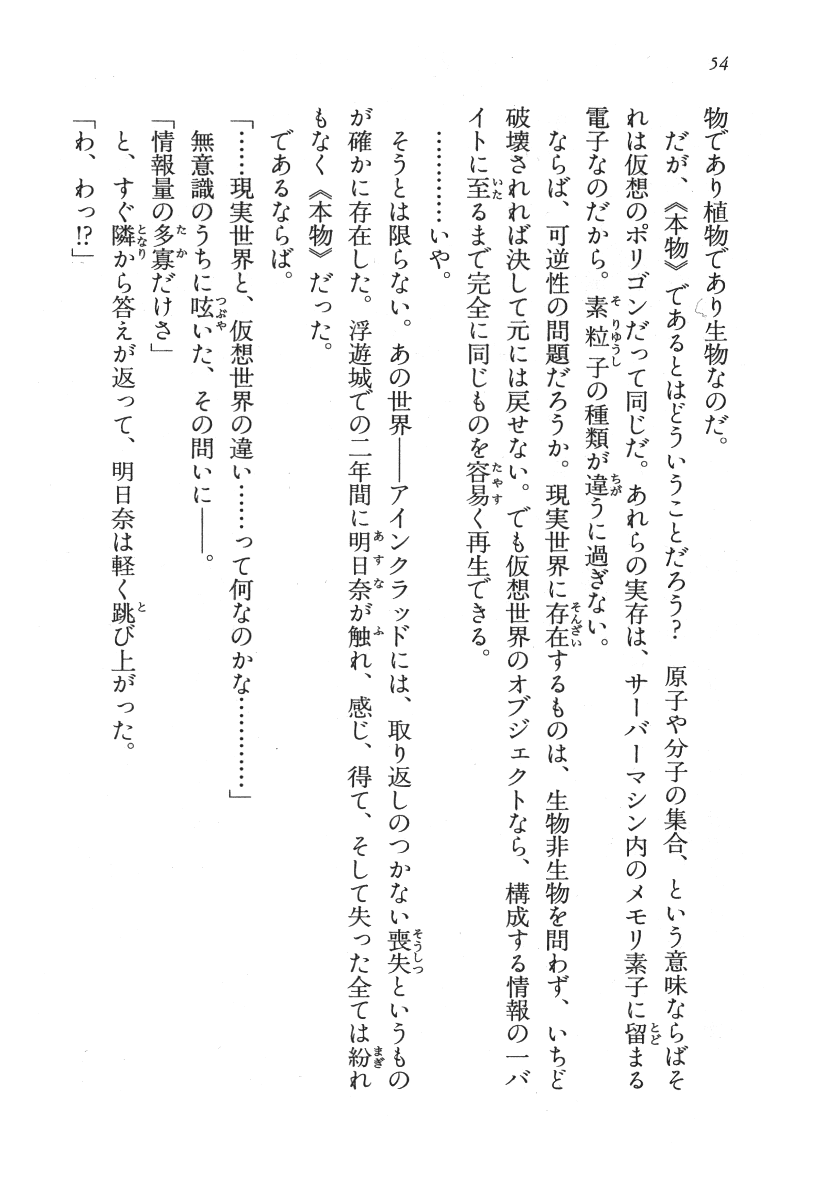 54
物であり植物であり生物なのだ。
だが、《本物》であるとはどういうことだろう？　原子や分子の集合、という意味ならばそ
れは仮想のポリゴンだって同じだ。あれらの実存は、サーバーマシン内のメモリ素子に留まる
電子なのだから。素粒子の種類が違うに過ぎない。
ならば、可逆性の問題だろうか。現実世界に存在するものは、生物非生物を問わず、いちど
破壊されれば決して元には戻せない。でも仮想世界のオブジェクトなら、構成する情報の一バ
イトに至るまで完全に同じものを容易く再生できる。
…………いや。
そうとは限らない。あの世界――アインクラッドには、取り返しのつかない喪失というもの
が確かに存在した。浮遊城での二年間に明日奈が触れ、感じ、得て、そして失った全ては紛れ
もなく《本物》だった。
であるならば。
「……現実世界と、仮想世界の違い……って何なのかな…………」
無意識のうちに呟いた、その問いに――。
「情報量の多寡だけさ」
と、すぐ隣から答えが返って、明日奈は軽く跳び上がった。
「わ、わっ!?」